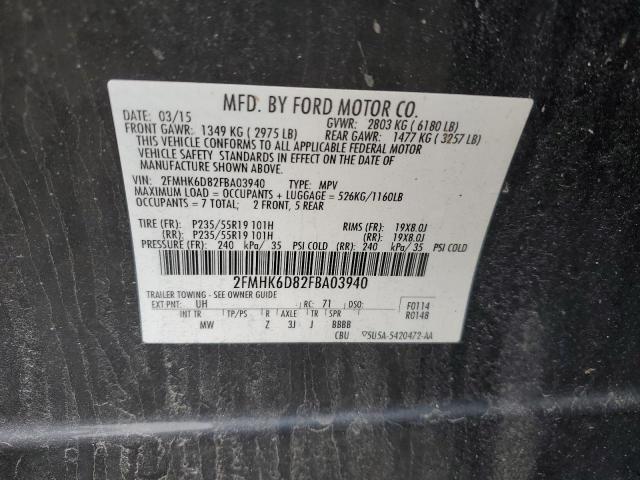 MFD. BY FORD MOTOR CO.
DATE: 03/15 GVWR: 2803 KG ( 6180 LB)
FRONT GAWR: 1349 KG ( 2975 LB) REAR GAWR: 1477 KG ( 3257 LB)
THIS VEHICLE CONFORMS TO ALL APPLICABLE FEDERAL MOTOR
VEHICLE SAFETY STANDARDS IN EFFECT ON THE DATE OF
MANUFACTURE SHOWN ABOVE.
VIN: 2FMHK6D82FBA03940 TYPE: MPV
MAXIMUM LOAD = OCCUPANTS + LUGGAGE = 526KG/1160LB
OCCUPANTS = 7 TOTAL; 2 FRONT, 5 REAR
TIRE (FR): P235/55R19 101H RIMS (FR): 19X8.0J
(RR): P235/55R19 101H (RR): 19X8.0J
PRESSURE (FR): 240 kPa/ 35 PSI COLD (RR): 240 kPa/ 35 PSI COLD
2FMHK6D82FBA03940
TRAILER TOWING - SEE OWNER GUIDE
EXT PNT: UH RC: 71 DSO: F0114
INT TR TP/PS R AXLE TR SPR R0148
MW Z 3J J BBBB
CBU 5U5A-5420472-AA